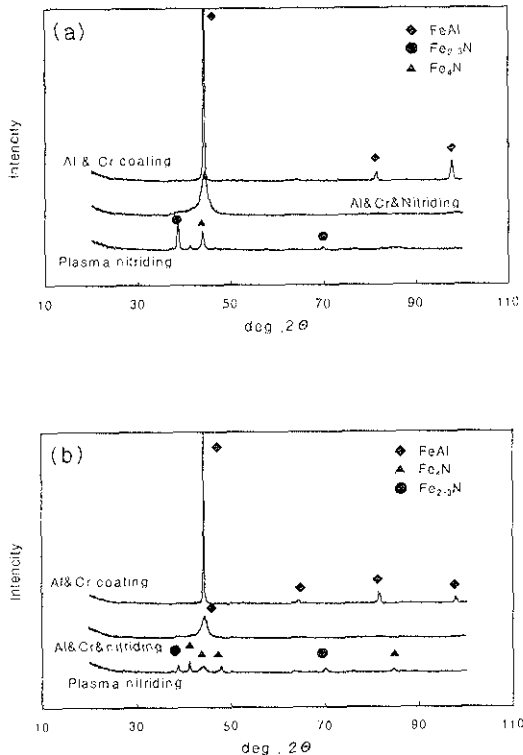 (a)
FeAl
Fe₂₋₃N
Fe₄N
Intencity
Al & Cr coating
Al&Cr&Nitriding
Plasma nitriding
10 30 50 70 90 110
deg ,2θ
(b)
FeAl
Fe₄N
Fe₂₋₃N
Intencity
Al&Cr coating
Al&Cr&nitriding
Plasma nitriding
10 30 50 70 90 110
deg ,2θ